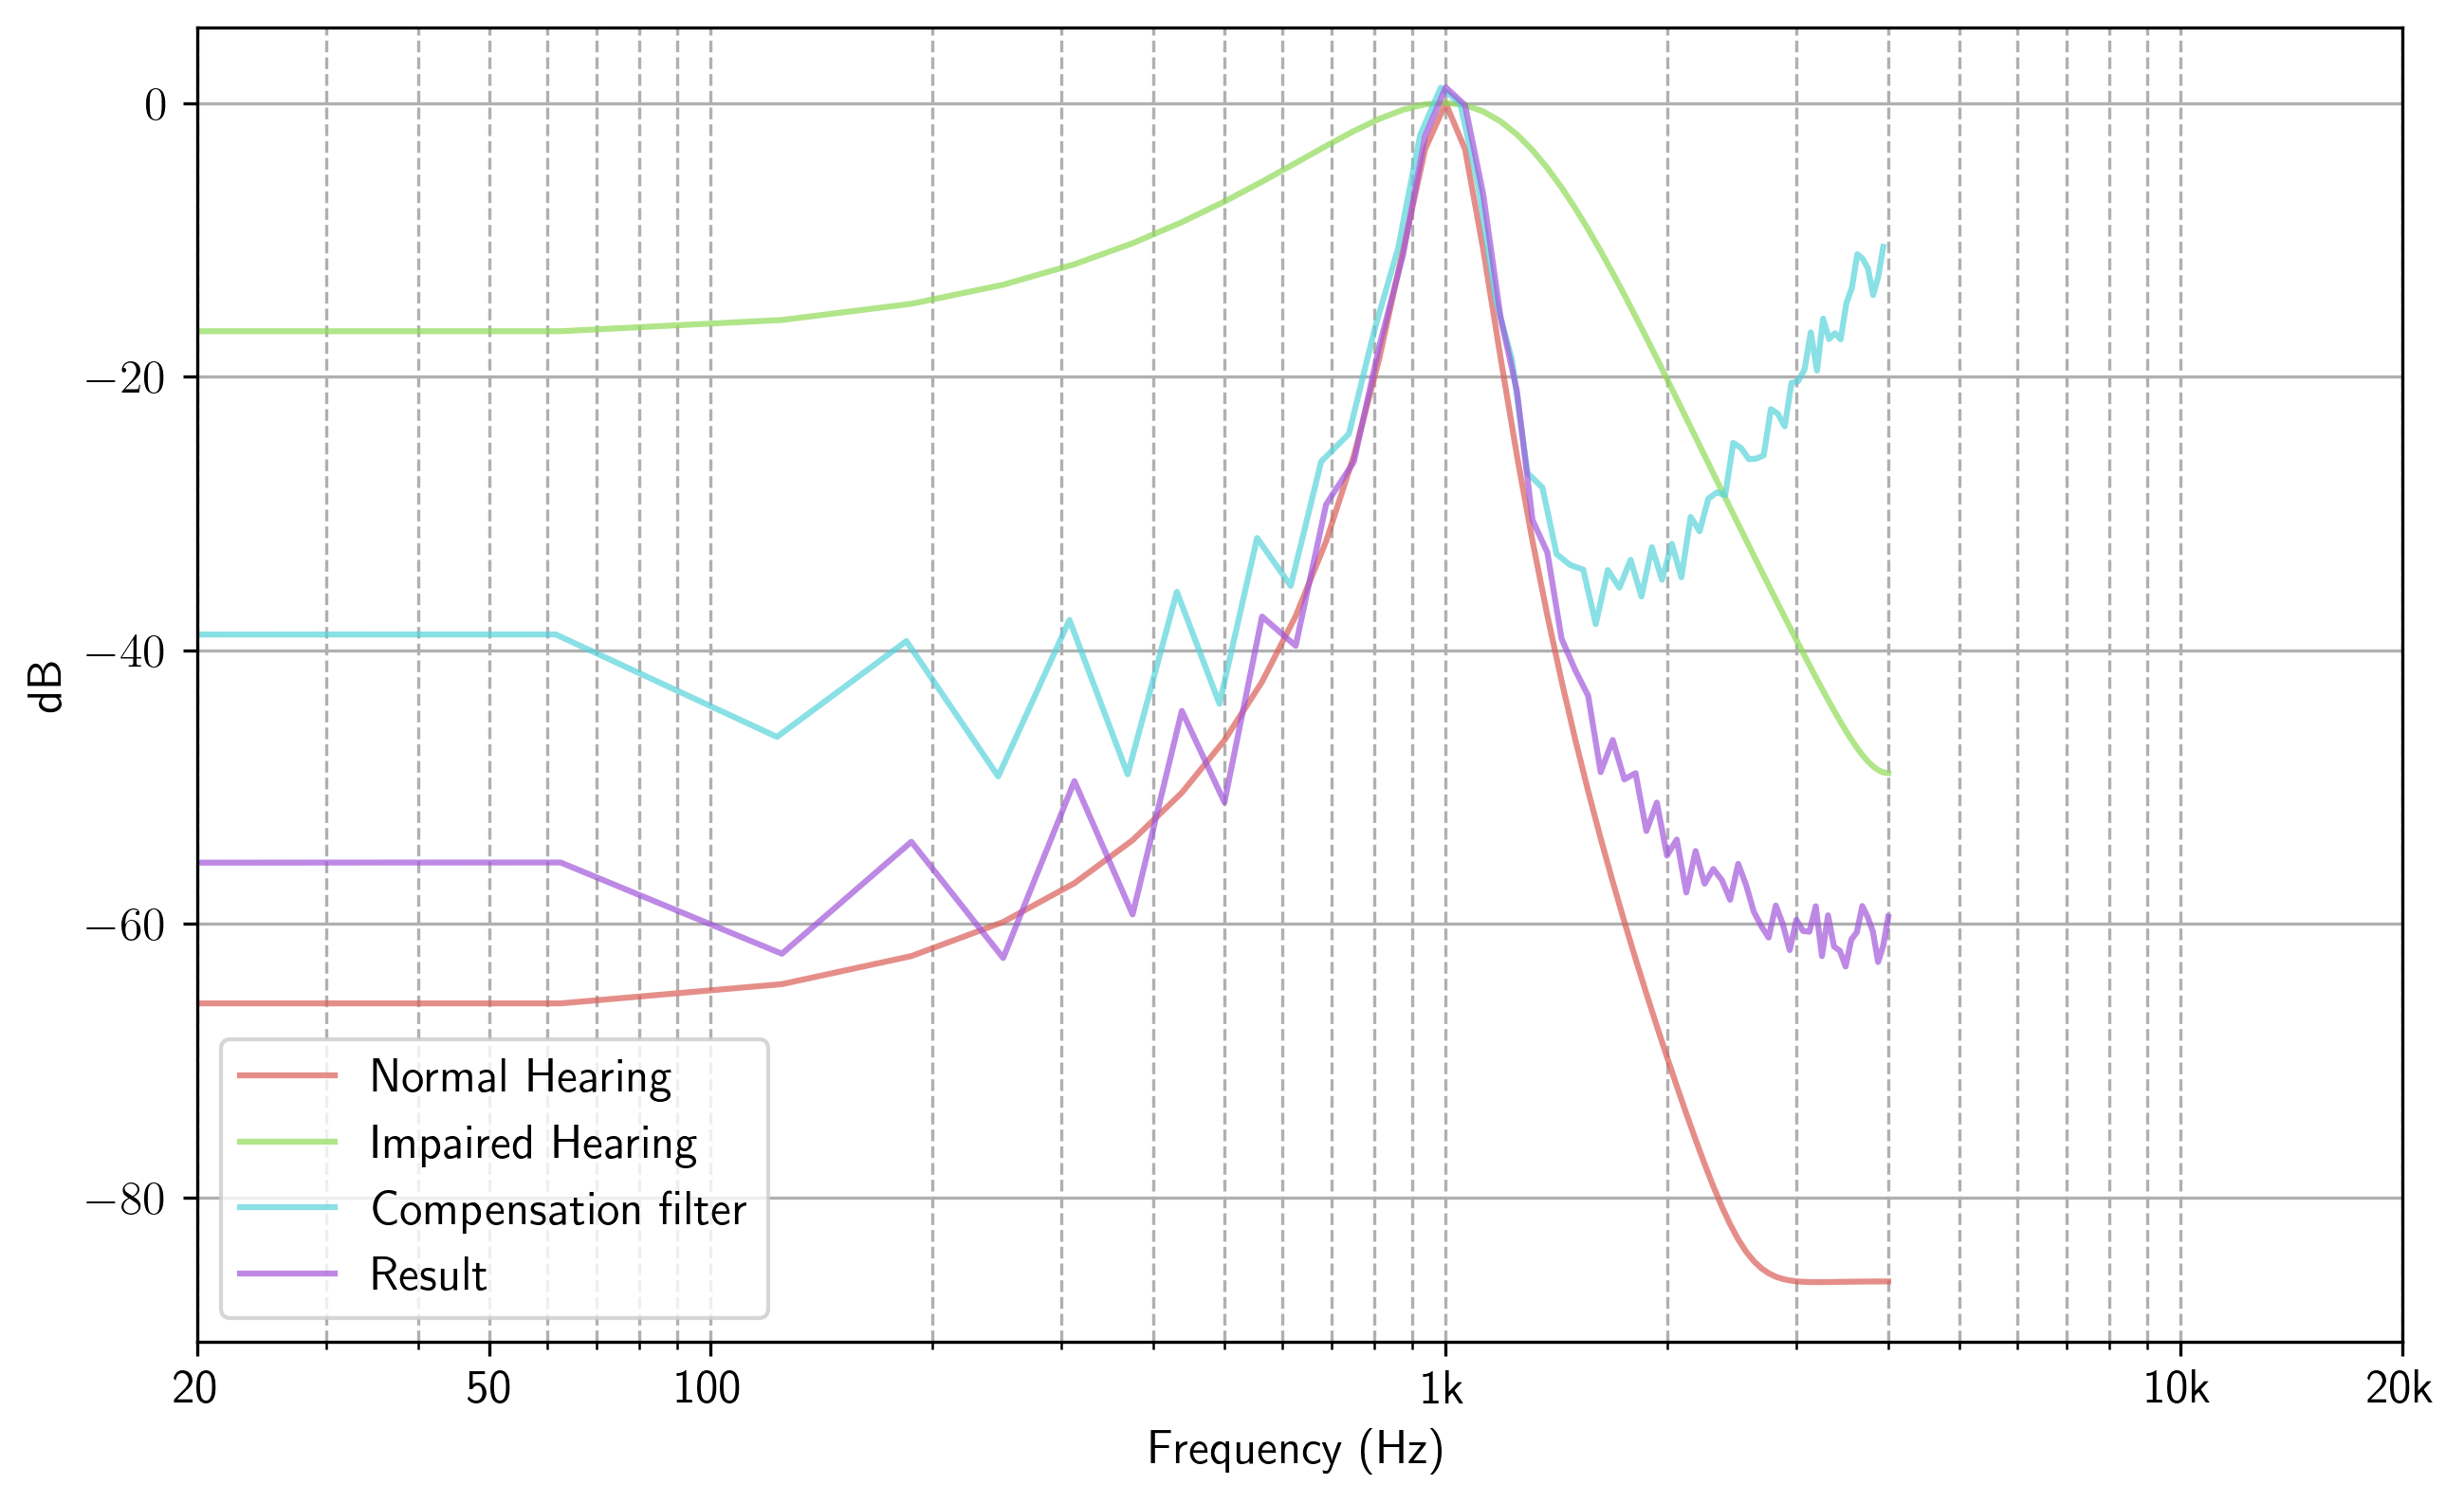 0
−20
−40
−60
−80
dB
Normal Hearing
Impaired Hearing
Compensation filter
Result
20 50 100 1k 10k 20k
Frequency (Hz)